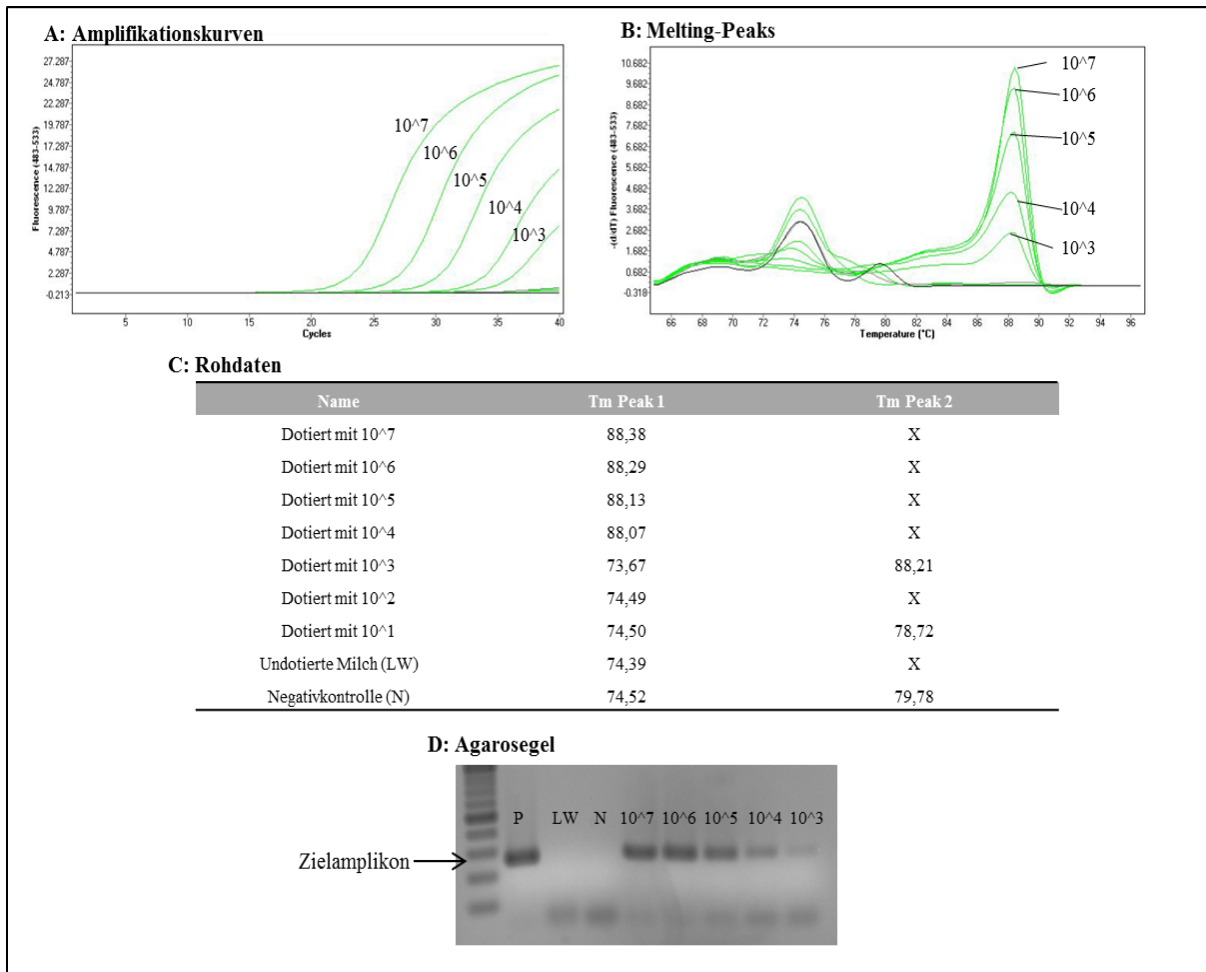 A: Amplifikationskurven
B: Melting-Peaks
27.287
24.787
22.287
19.787
17.287
14.787
12.287
9.787
7.287
4.787
2.287
-0.213
Fluorescence (483-533)
10^7
10^6
10^5
10^4
10^3
5 10 15 20 25 30 35 40
Cycles
10.682
9.682
8.682
7.682
6.682
5.682
4.682
3.682
2.682
1.682
0.682
-0.318
-(d/dT) Fluorescence (483-533)
10^7
10^6
10^5
10^4
10^3
66 68 70 72 74 76 78 80 82 84 86 88 90 92 94 96
Temperature (°C)
C: Rohdaten
Name Tm Peak 1 Tm Peak 2
Dotiert mit 10^7 88,38 X
Dotiert mit 10^6 88,29 X
Dotiert mit 10^5 88,13 X
Dotiert mit 10^4 88,07 X
Dotiert mit 10^3 73,67 88,21
Dotiert mit 10^2 74,49 X
Dotiert mit 10^1 74,50 78,72
Undotierte Milch (LW) 74,39 X
Negativkontrolle (N) 74,52 79,78
D: Agarosegel
P LW N 10^7 10^6 10^5 10^4 10^3
Zielamplikon